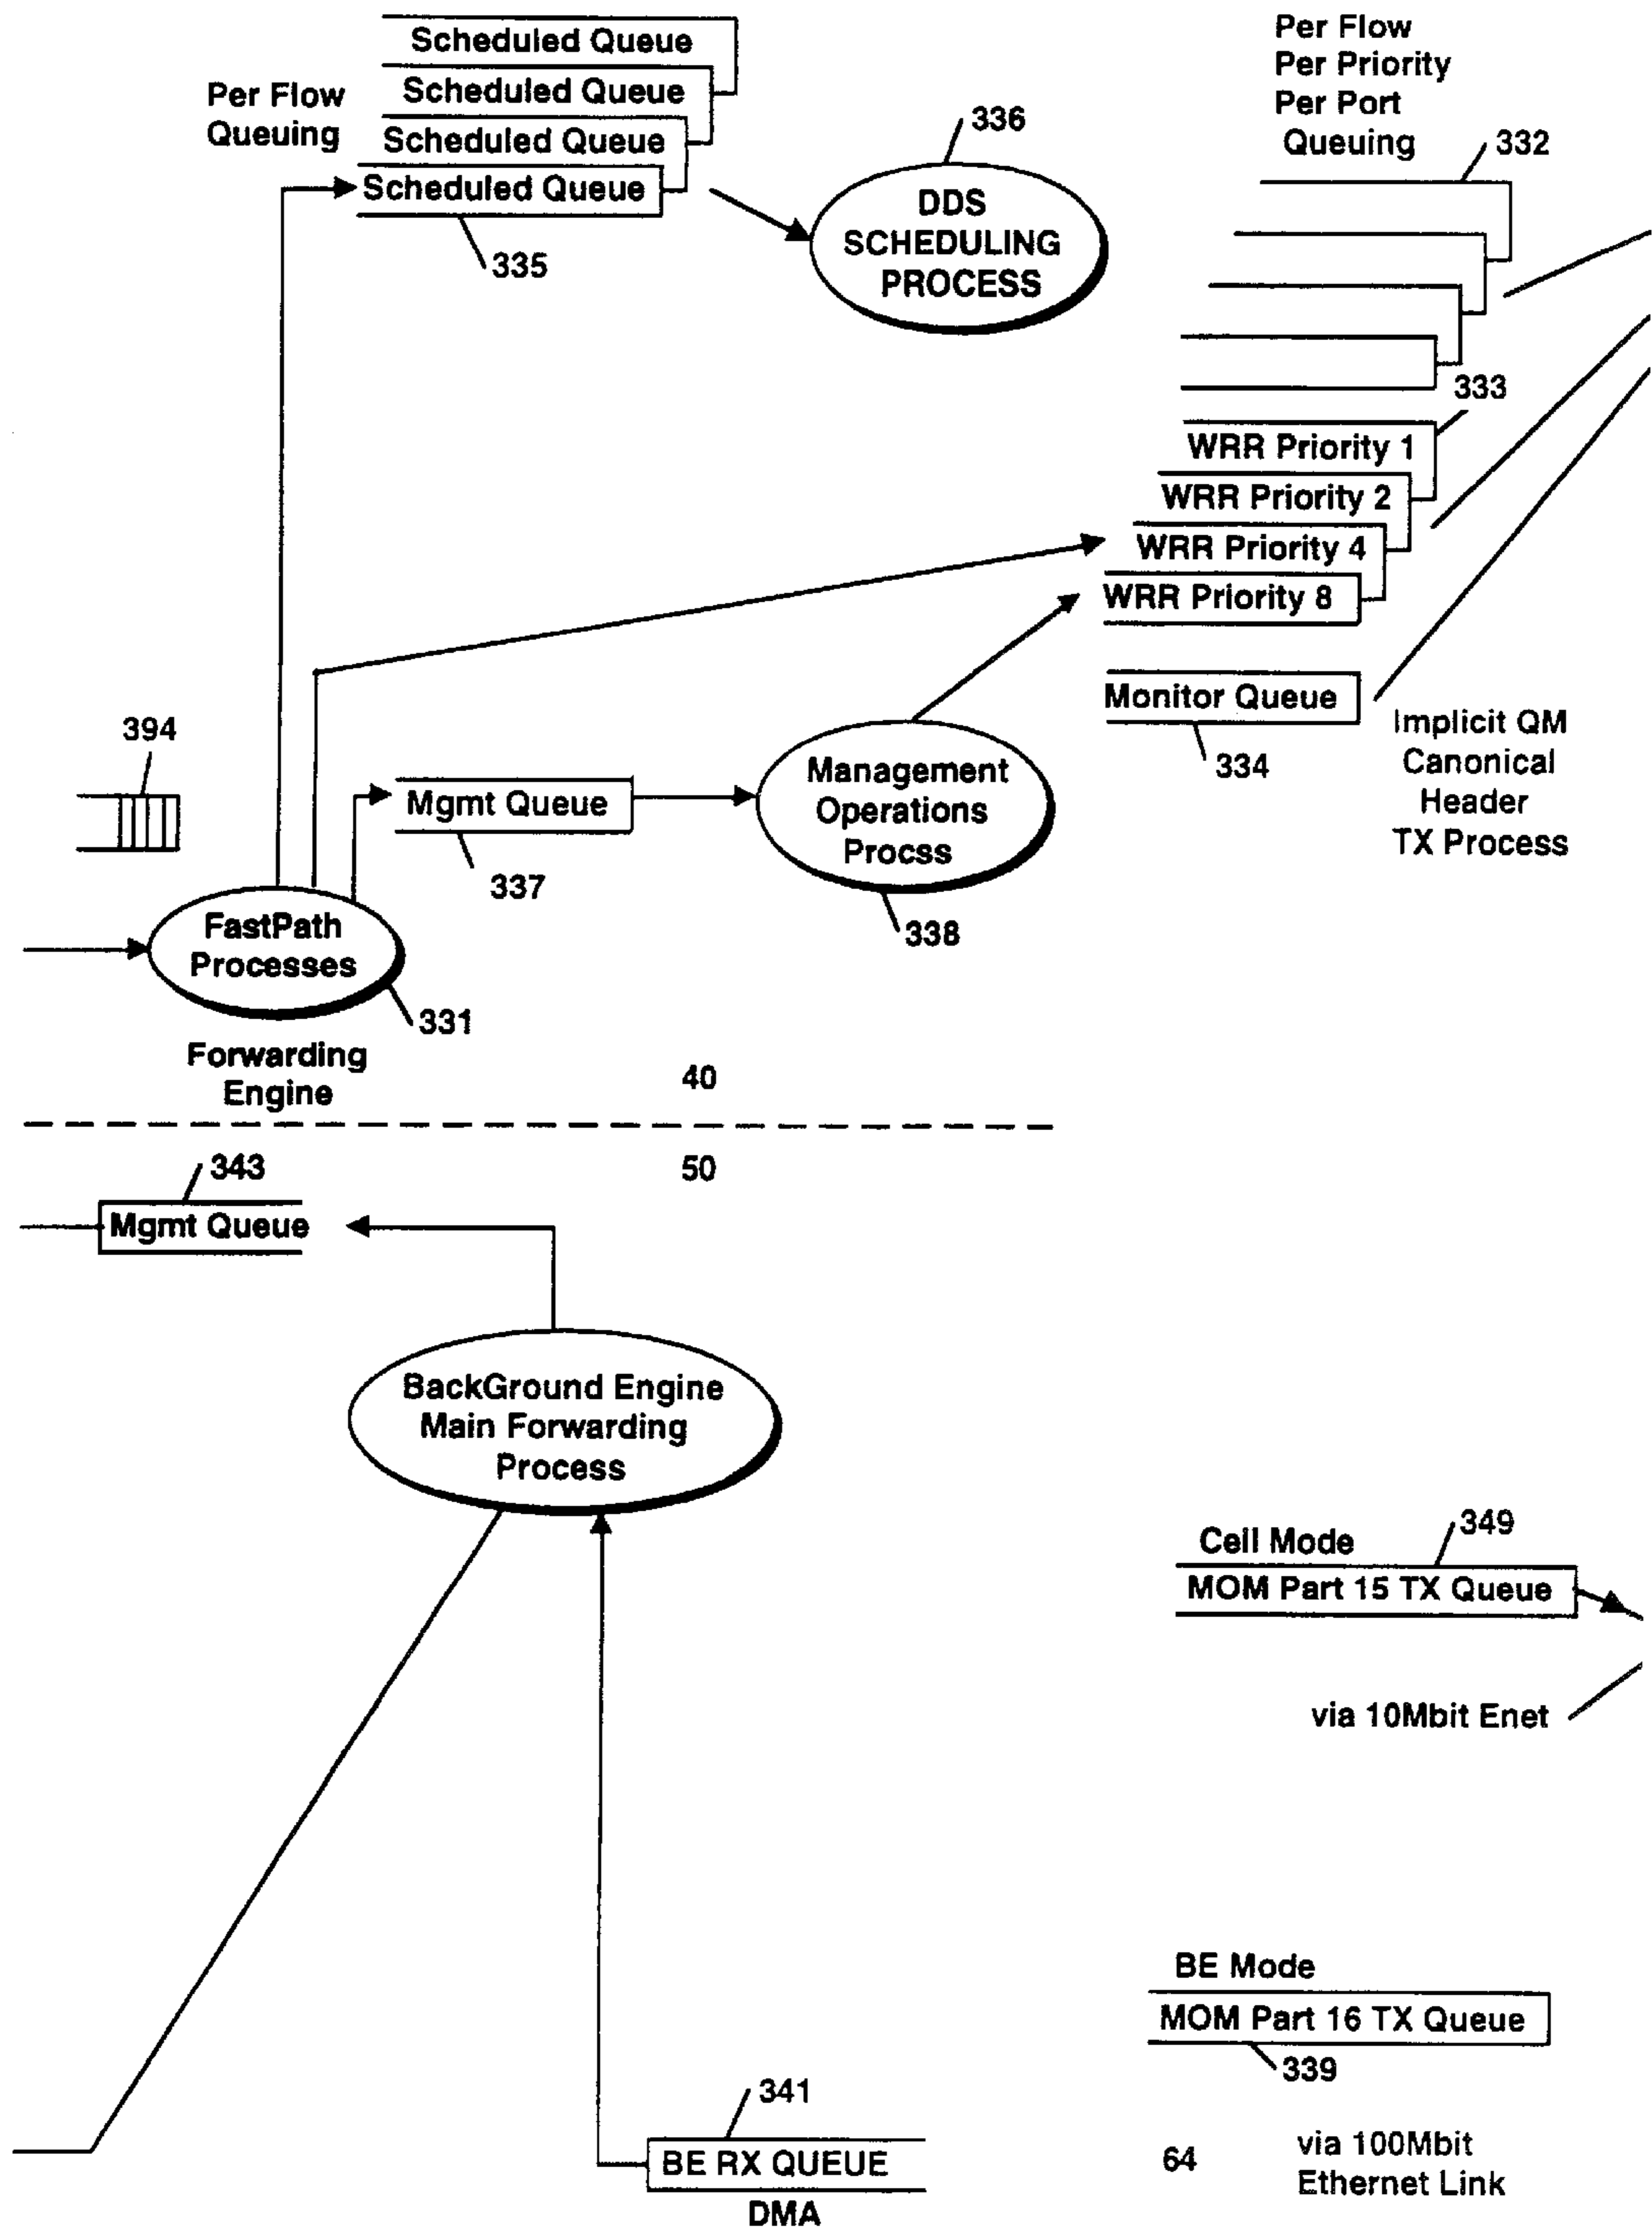 Scheduled Queue
Scheduled Queue
Scheduled Queue
Scheduled Queue
Per Flow
Queuing
335
336
DDS
SCHEDULING
PROCESS
Per Flow
Per Priority
Per Port
Queuing
332
333
WRR Priority 1
WRR Priority 2
WRR Priority 4
WRR Priority 8
Monitor Queue
334
Implicit QM
Canonical
Header
TX Process
394
Mgmt Queue
337
Management
Operations
Procss
338
FastPath
Processes
331
Forwarding
Engine
40
50
343
Mgmt Queue
BackGround Engine
Main Forwarding
Process
Cell Mode
349
MOM Part 15 TX Queue
via 10Mbit Enet
BE Mode
MOM Part 16 TX Queue
339
341
BE RX QUEUE
DMA
64
via 100Mbit
Ethernet Link